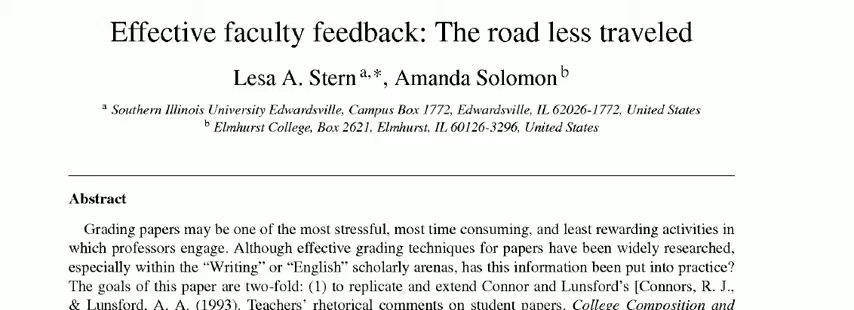 Effective faculty feedback: The road less traveled
Lesa A. Stern a,*, Amanda Solomon b
a Southern Illinois University Edwardsville, Campus Box 1772, Edwardsville, IL 62026-1772, United States
b Elmhurst College, Box 2621, Elmhurst, IL 60126-3296, United States
Abstract
Grading papers may be one of the most stressful, most time consuming, and least rewarding activities in
which professors engage. Although effective grading techniques for papers have been widely researched,
especially within the “Writing” or “English” scholarly arenas, has this information been put into practice?
The goals of this paper are two-fold: (1) to replicate and extend Connor and Lunsford’s [Connors, R. J.,
& Lunsford, A. A. (1993). Teachers’ rhetorical comments on student papers. College Composition and